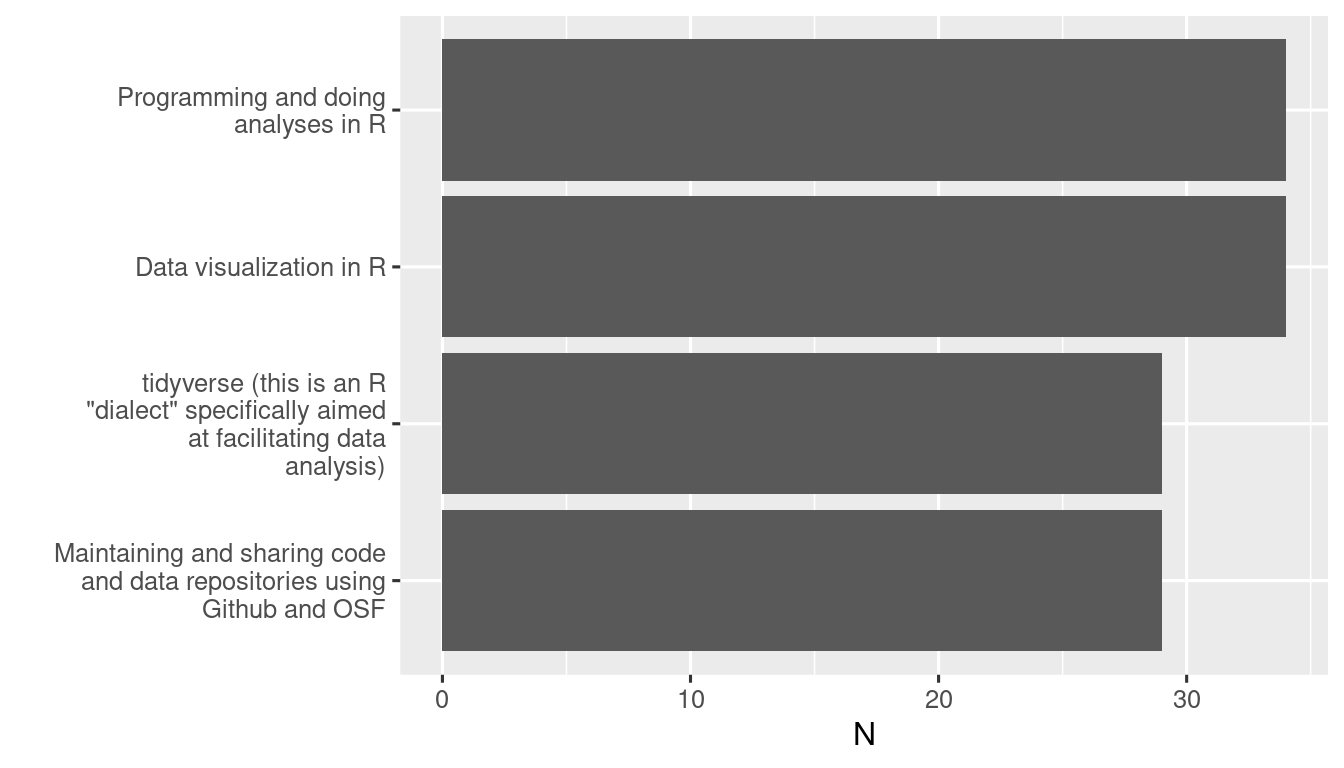 Programming and doing
analyses in R
Data visualization in R
tidyverse (this is an R
"dialect" specifically aimed
at facilitating data
analysis)
Maintaining and sharing code
and data repositories using
Github and OSF
0 10 20 30
N